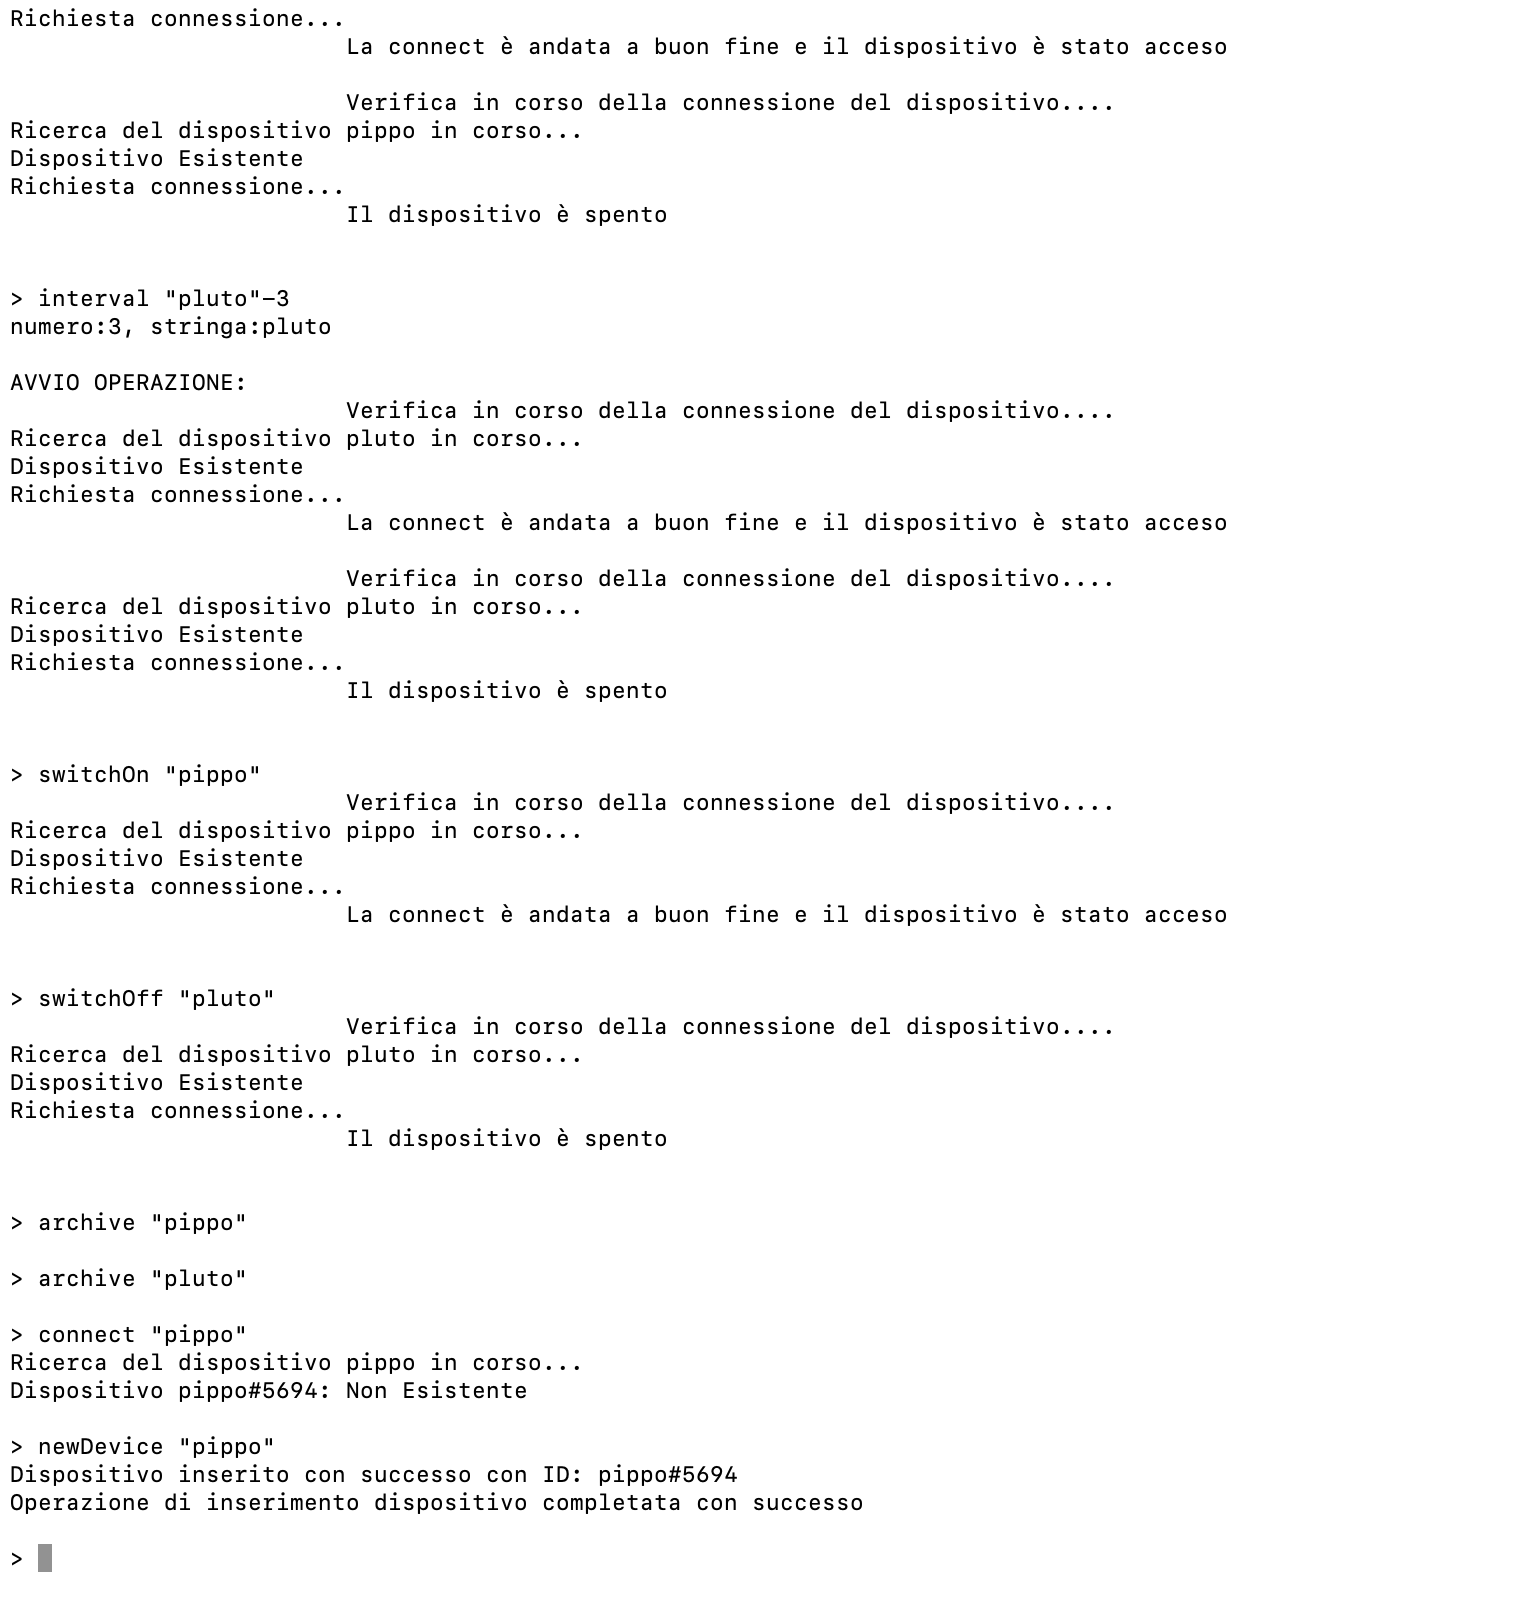 Richiesta connessione...
La connect è andata a buon fine e il dispositivo è stato acceso
Verifica in corso della connessione del dispositivo....
Ricerca del dispositivo pippo in corso...
Dispositivo Esistente
Richiesta connessione...
Il dispositivo è spento
> interval "pluto"-3
numero:3, stringa:pluto
AVVIO OPERAZIONE:
Verifica in corso della connessione del dispositivo....
Ricerca del dispositivo pluto in corso...
Dispositivo Esistente
Richiesta connessione...
La connect è andata a buon fine e il dispositivo è stato acceso
Verifica in corso della connessione del dispositivo....
Ricerca del dispositivo pluto in corso...
Dispositivo Esistente
Richiesta connessione...
Il dispositivo è spento
> switchOn "pippo"
Verifica in corso della connessione del dispositivo....
Ricerca del dispositivo pippo in corso...
Dispositivo Esistente
Richiesta connessione...
La connect è andata a buon fine e il dispositivo è stato acceso
> switchOff "pluto"
Verifica in corso della connessione del dispositivo....
Ricerca del dispositivo pluto in corso...
Dispositivo Esistente
Richiesta connessione...
Il dispositivo è spento
> archive "pippo"
> archive "pluto"
> connect "pippo"
Ricerca del dispositivo pippo in corso...
Dispositivo pippo#5694: Non Esistente
> newDevice "pippo"
Dispositivo inserito con successo con ID: pippo#5694
Operazione di inserimento dispositivo completata con successo
>